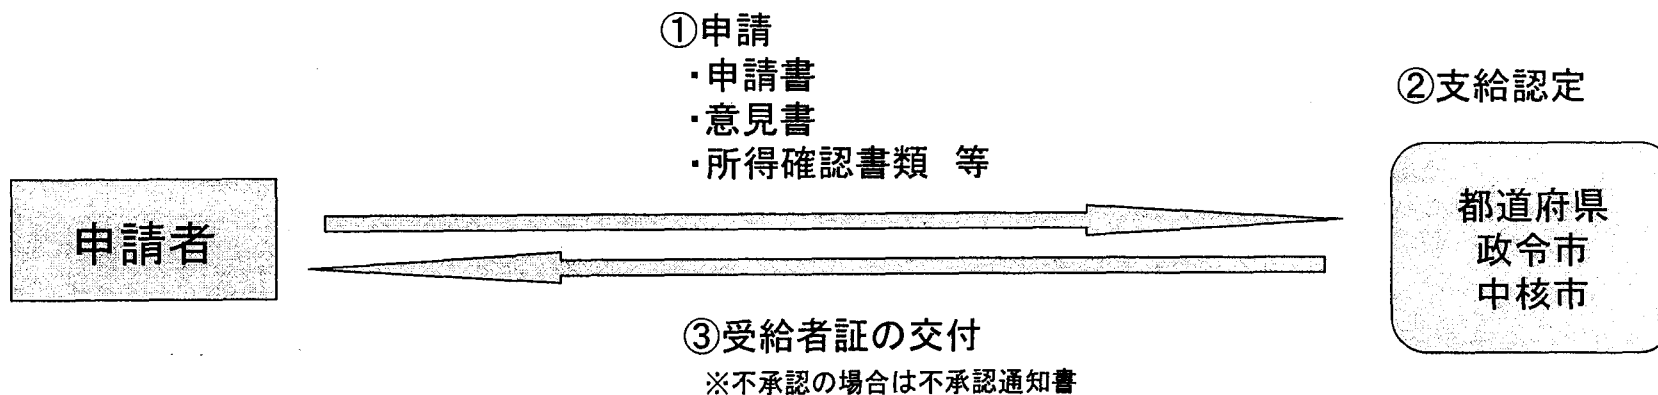 ①申請
・申請書
・意見書
・所得確認書類 等
②支給認定
申請者
都道府県
政令市
中核市
③受給者証の交付
※不承認の場合は不承認通知書